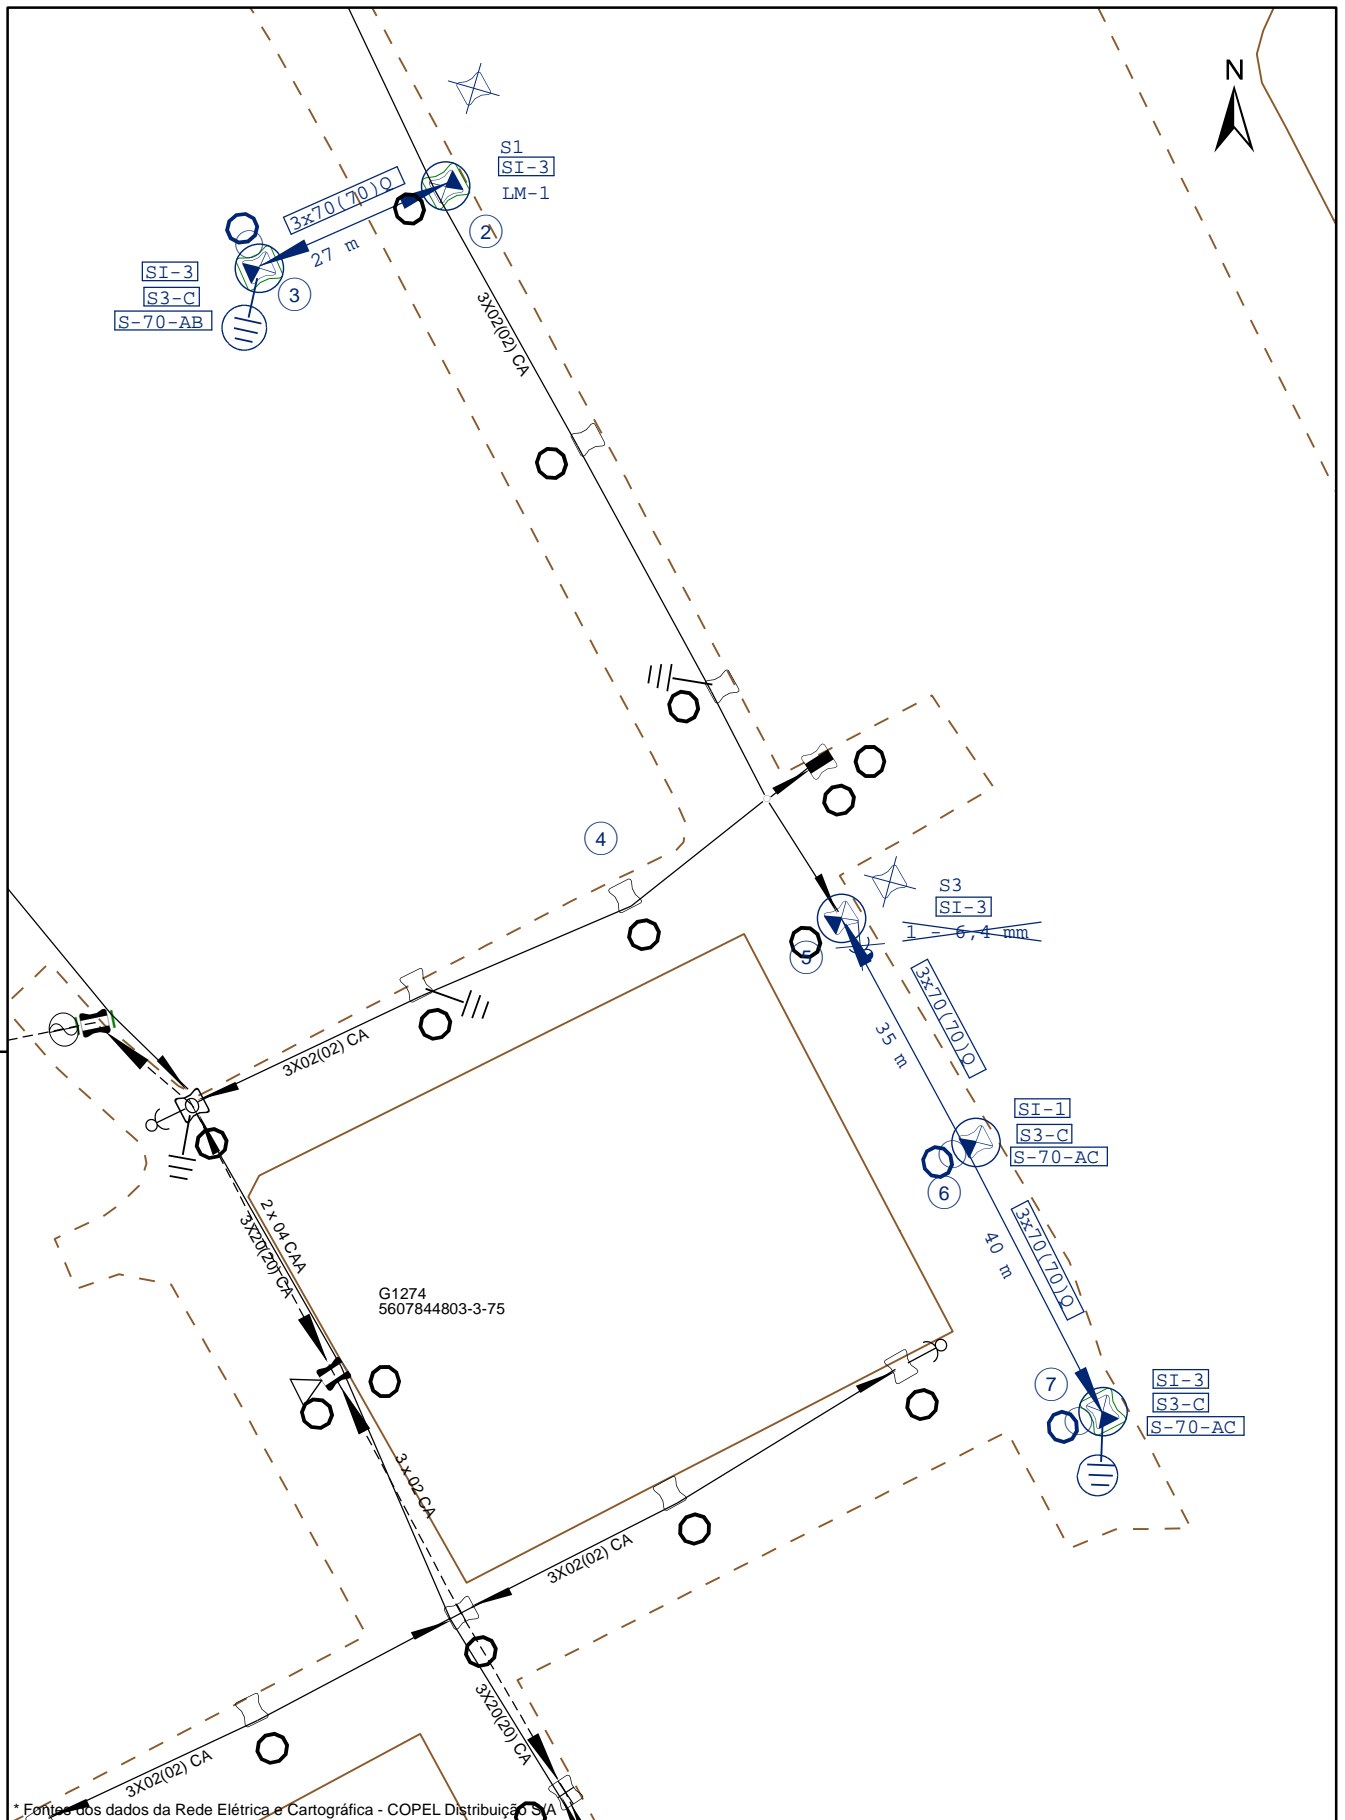 N
S1
SI-3
LM-1
3x70(70)Q
27 m
2
3
SI-3
S3-C
S-70-AB
3X02(02) CA
4
S3
SI-3
1 - 6,4 mm
5
3x70(70)Q
35 m
3X02(02) CA
SI-1
S3-C
S-70-AC
6
2 x 04 CAA
3X20(20) CA
3x70(70)Q
40 m
G1274
5607844803-3-75
7
SI-3
S3-C
S-70-AC
3 x 02 CA
3X02(02) CA
3X20(20) CA
3X02(02) CA
* Fontes dos dados da Rede Elétrica e Cartográfica - COPEL Distribuição S/A